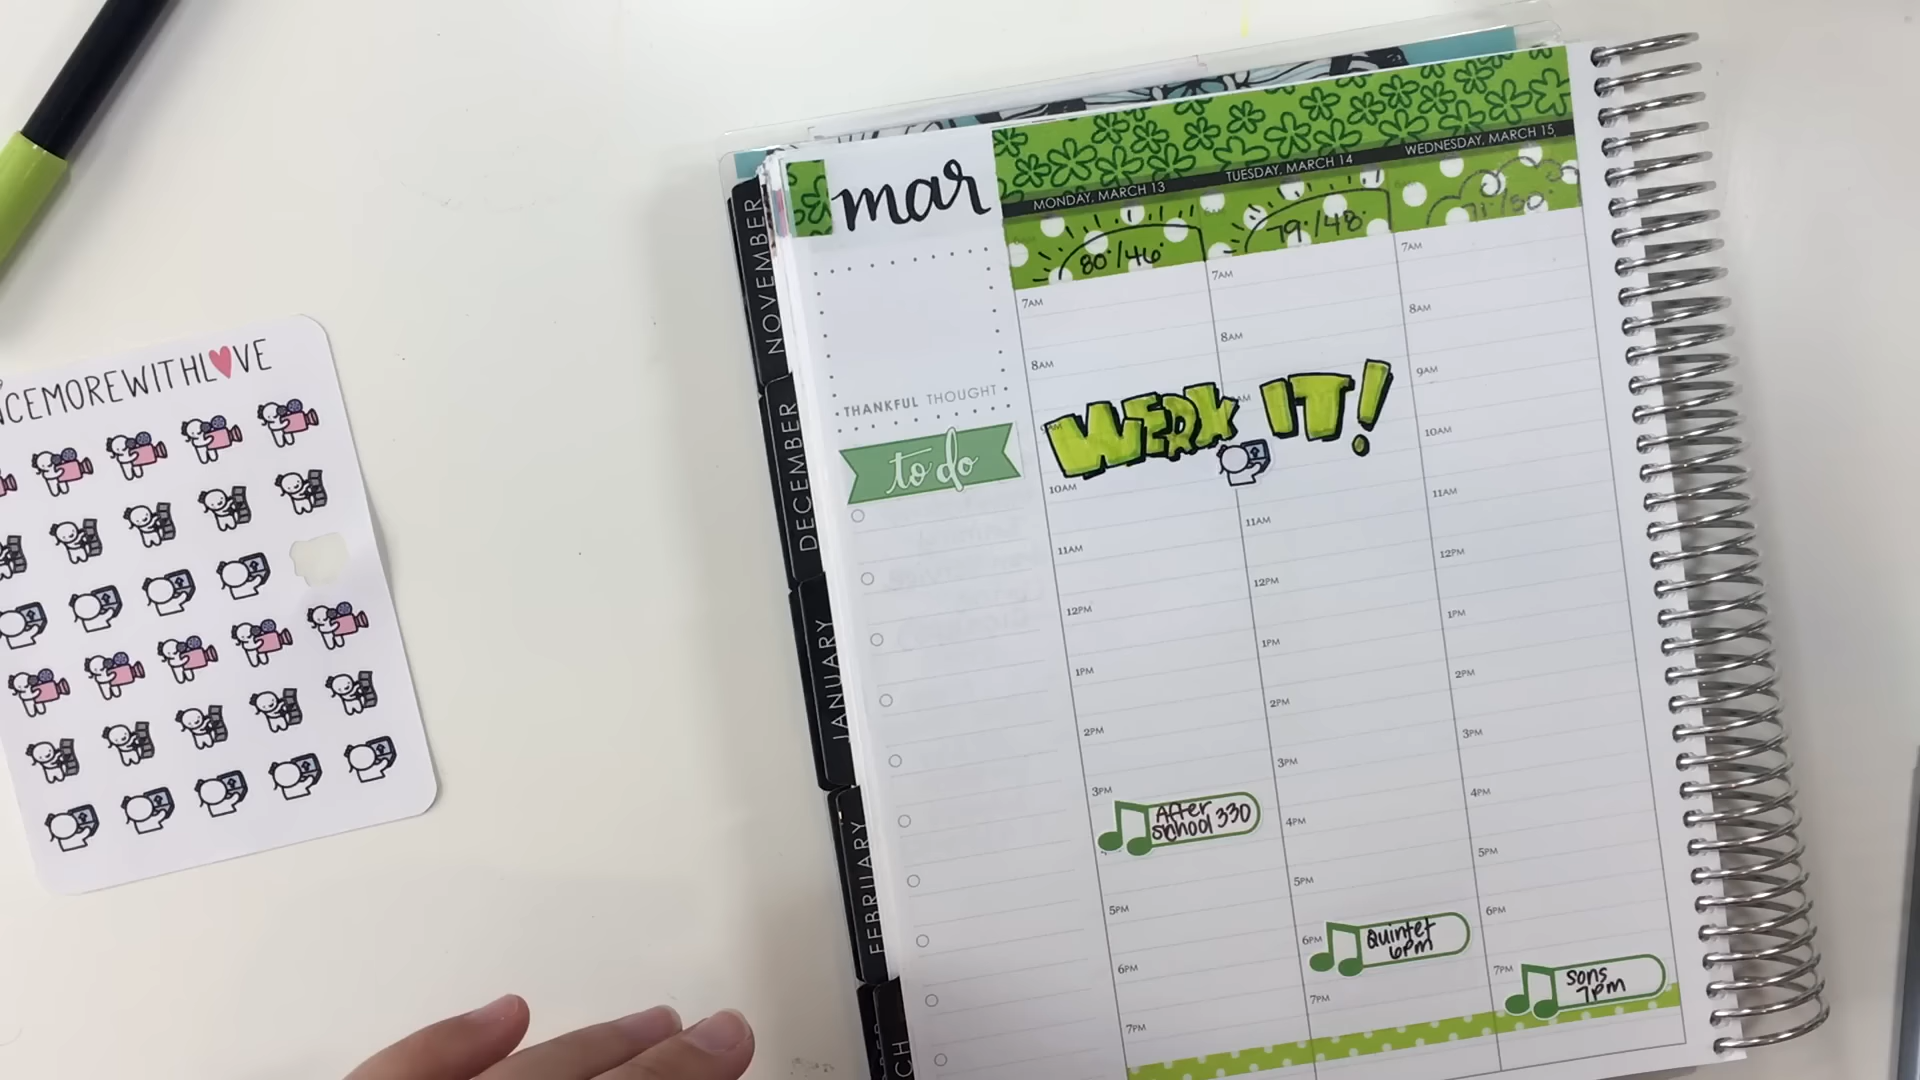 CEMOREWITHLOVE
NOVEMBER
DECEMBER
JANUARY
FEBRUARY
CH
mar
THANKFUL THOUGHT
to do
MONDAY, MARCH 13
80°/46°
7AM
8AM
10AM
11AM
12PM
1PM
2PM
3PM
After
school 330
5PM
6PM
7PM
WERK IT!
TUESDAY, MARCH 14
79°/48°
7AM
8AM
11AM
12PM
1PM
2PM
3PM
4PM
5PM
6PM
Quintet
6pm
7PM
WEDNESDAY, MARCH 15
71°/50°
7AM
8AM
9AM
10AM
11AM
12PM
1PM
2PM
3PM
4PM
5PM
6PM
7PM
sons
7pm